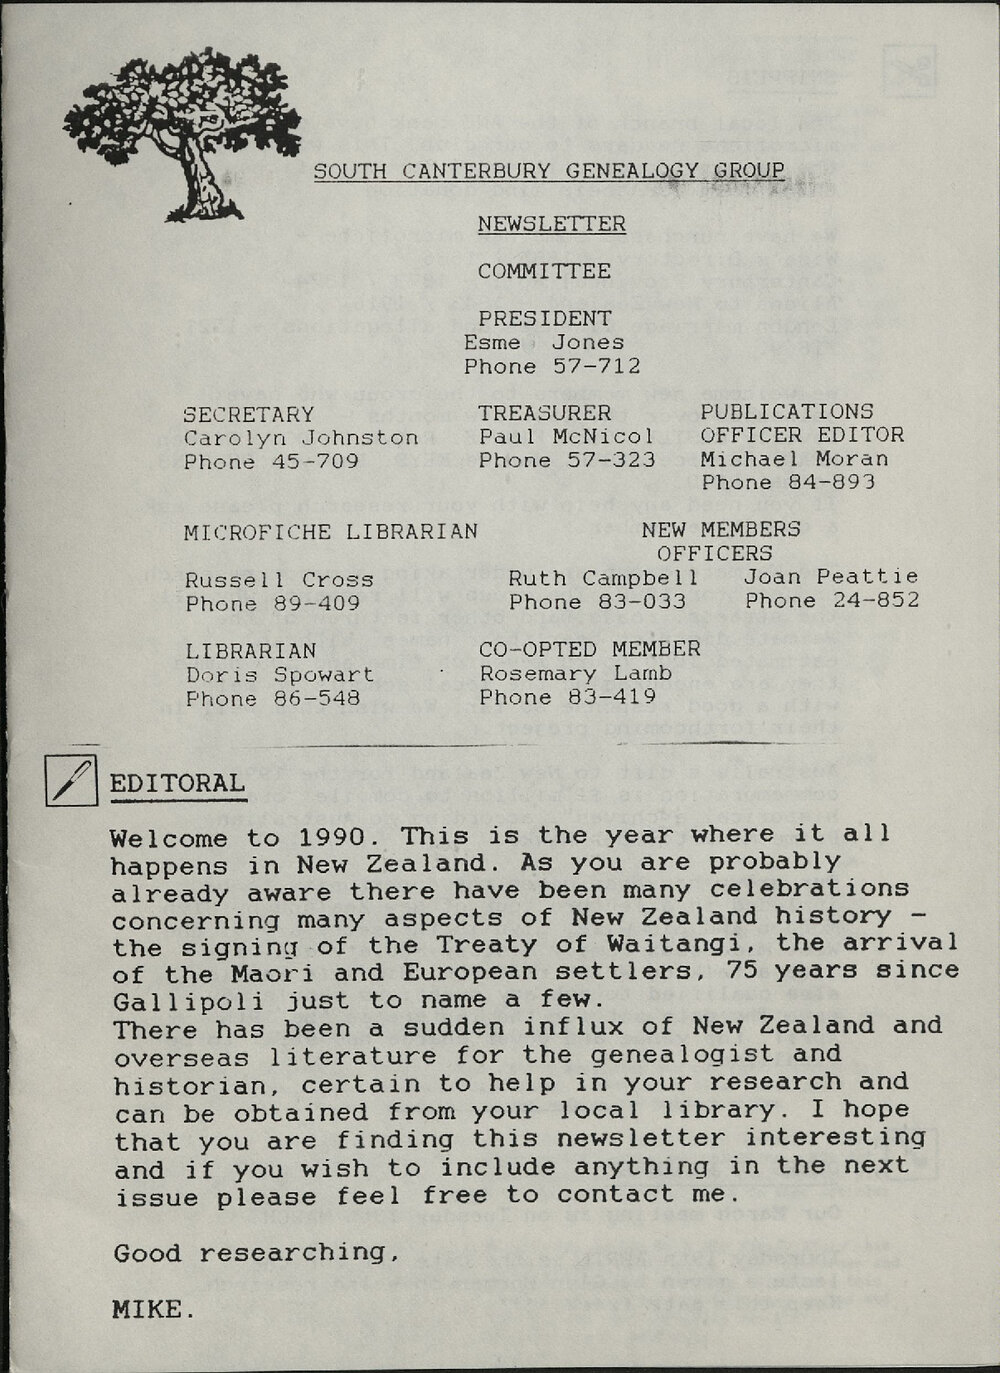 SOUTH CANTERBURY GENEALOGY GROUP
NEWSLETTER
COMMITTEE
PRESIDENT
Esme Jones
Phone 57-712
SECRETARY
Carolyn Johnston
Phone 45-709
TREASURER
Paul McNicol
Phone 57-323
PUBLICATIONS
OFFICER EDITOR
Michael Moran
Phone 84-893
MICROFICHE LIBRARIAN
Russell Cross
Phone 89-409
NEW MEMBERS
OFFICERS
Ruth Campbell
Phone 83-033
Joan Peattie
Phone 24-852
LIBRARIAN
Doris Spowart
Phone 86-548
CO-OPTED MEMBER
Rosemary Lamb
Phone 83-419
EDITORAL
Welcome to 1990. This is the year where it all
happens in New Zealand. As you are probably
already aware there have been many celebrations
concerning many aspects of New Zealand history -
the signing of the Treaty of Waitangi, the arrival
of the Maori and European settlers, 75 years since
Gallipoli just to name a few.
There has been a sudden influx of New Zealand and
overseas literature for the genealogist and
historian, certain to help in your research and
can be obtained from your local library. I hope
that you are finding this newsletter interesting
and if you wish to include anything in the next
issue please feel free to contact me.
Good researching,
MIKE.